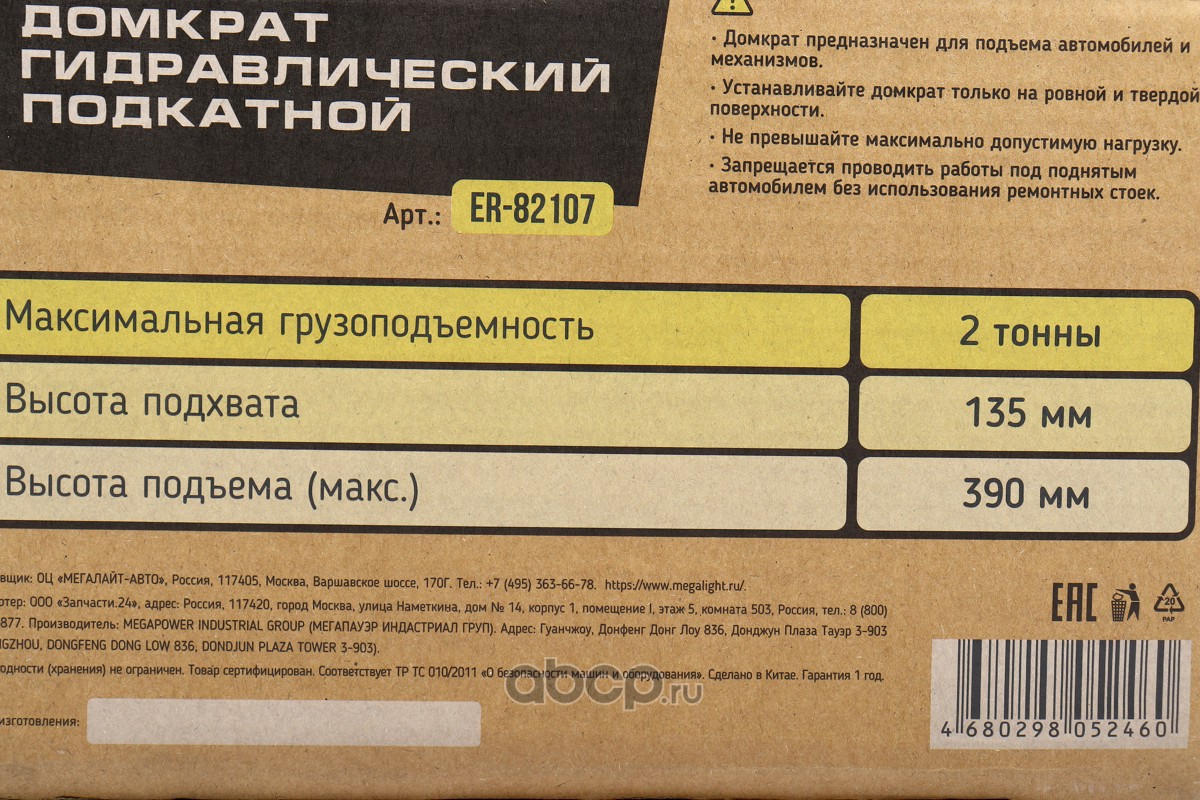 ДОМКРАТ
ГИДРАВЛИЧЕСКИЙ
ПОДКАТНОЙ
Арт.: ER-82107
· Домкрат предназначен для подъема автомобилей и
механизмов.
· Устанавливайте домкрат только на ровной и твердой
поверхности.
· Не превышайте максимально допустимую нагрузку.
· Запрещается проводить работы под поднятым
автомобилем без использования ремонтных стоек.
Максимальная грузоподъемность 2 тонны
Высота подхвата 135 мм
Высота подъема (макс.) 390 мм
вщик: ОЦ «МЕГАЛАЙТ-АВТО», Россия, 117405, Москва, Варшавское шоссе, 170Г. Тел.: +7 (495) 363-66-78. https://www.megalight.ru/.
ртер: ООО «Запчасти.24», адрес: Россия, 117420, город Москва, улица Наметкина, дом № 14, корпус 1, помещение I, этаж 5, комната 503, Россия, тел.: 8 (800)
877. Производитель: MEGAPOWER INDUSTRIAL GROUP (МЕГАПАУЭР ИНДАСТРИАЛ ГРУП). Адрес: Гуанчжоу, Донфенг Донг Лоу 836, Донджун Плаза Тауэр 3-903
GZHOU, DONGFENG DONG LOW 836, DONDJUN PLAZA TOWER 3-903).
одности (хранения) не ограничен. Товар сертифицирован. Соответствует ТР ТС 010/2011 «О безопасности машин и оборудования». Сделано в Китае. Гарантия 1 год.
изготовления:
EAC
20
PAP
4 680298 052460
abcp.ru